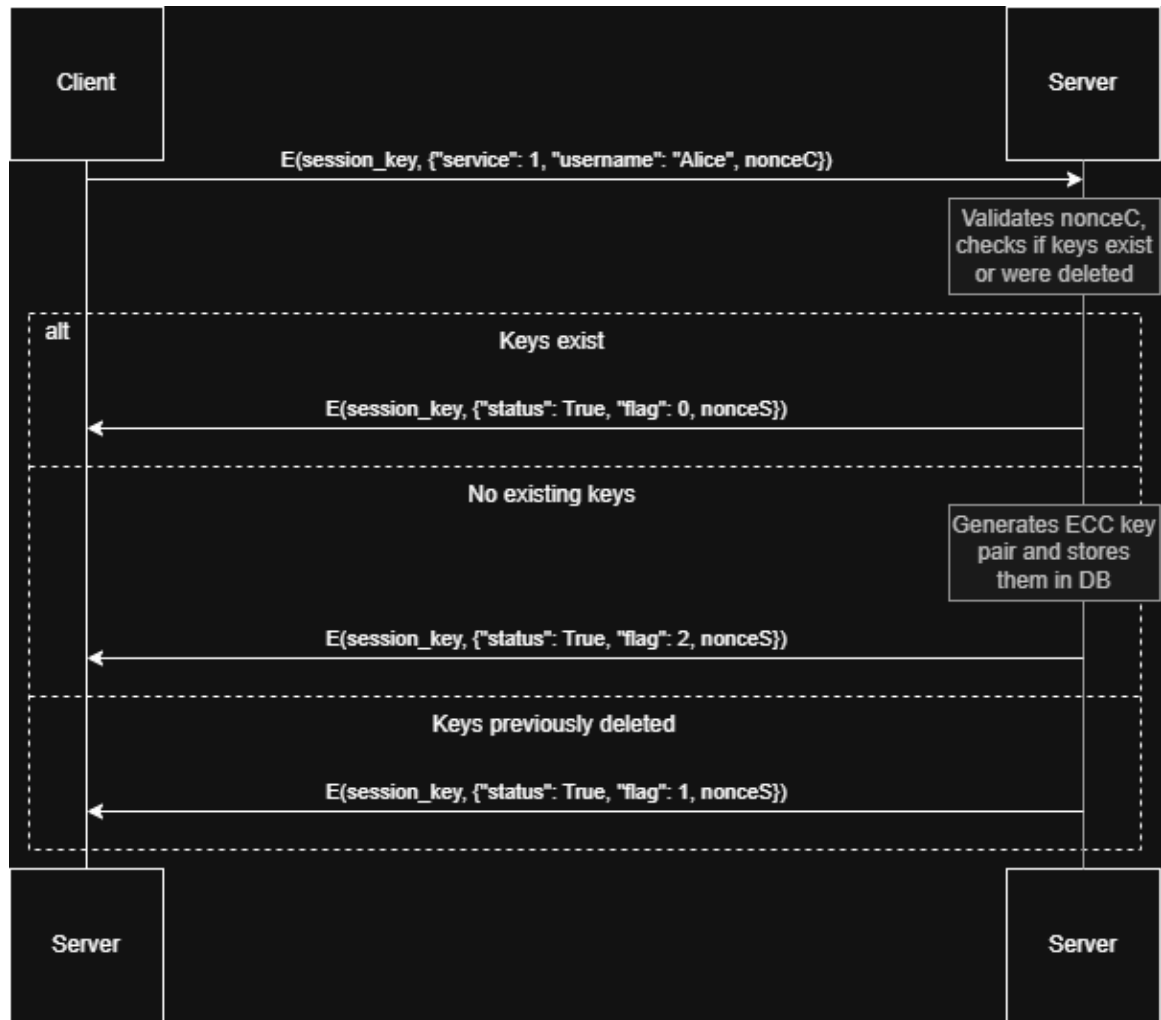 Client
Server
E(session_key, {"service": 1, "username": "Alice", nonceC})
Validates nonceC,
checks if keys exist
or were deleted
alt
Keys exist
E(session_key, {"status": True, "flag": 0, nonceS})
No existing keys
Generates ECC key
pair and stores
them in DB
E(session_key, {"status": True, "flag": 2, nonceS})
Keys previously deleted
E(session_key, {"status": True, "flag": 1, nonceS})
Server
Server